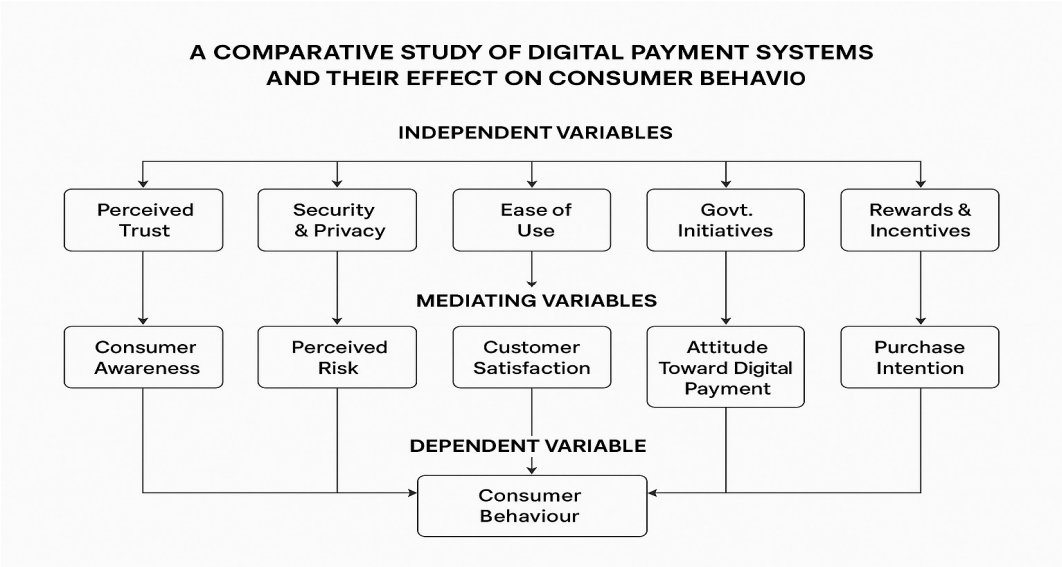 A COMPARATIVE STUDY OF DIGITAL PAYMENT SYSTEMS
AND THEIR EFFECT ON CONSUMER BEHAVIO
INDEPENDENT VARIABLES
Perceived
Trust
Security
& Privacy
Ease of
Use
Govt.
Initiatives
Rewards &
Incentives
MEDIATING VARIABLES
Consumer
Awareness
Perceived
Risk
Customer
Satisfaction
Attitude
Toward Digital
Payment
Purchase
Intention
DEPENDENT VARIABLE
Consumer
Behaviour